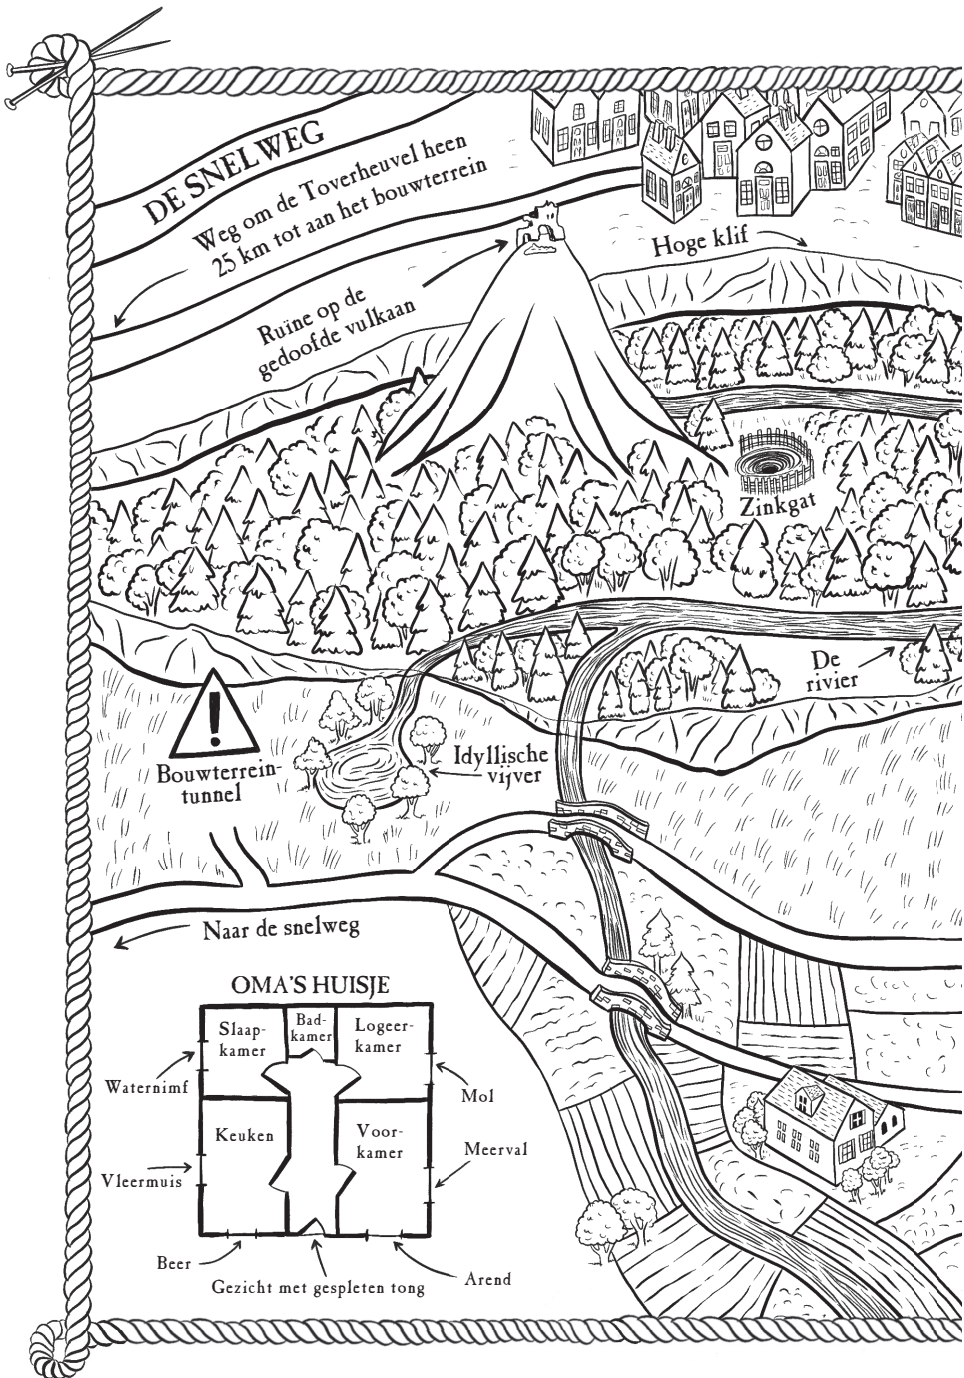 DE SNELWEG
Weg om de Toverheuvel heen
25 km tot aan het bouwterrein
Hoge klif
Ruïne op de
gedoofde vulkaan
Zinkgat
De
rivier
Bouwterrein-
tunnel
Idyllische
vijver
Naar de snelweg
OMA'S HUISJE
Slaap-
kamer
Bad-
kamer
Logeer-
kamer
Waternimf
Mol
Keuken
Voor-
kamer
Meerval
Vleermuis
Beer
Gezicht met gespleten tong
Arend